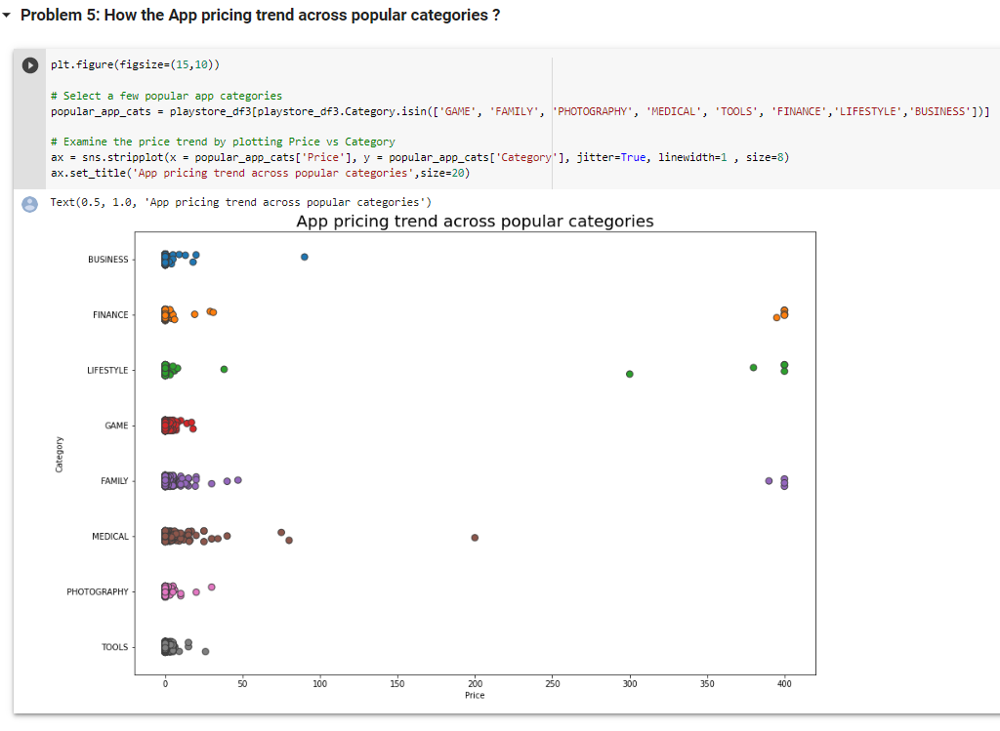 Problem 5: How the App pricing trend across popular categories ?
plt.figure(figsize=(15,10))
# Select a few popular app categories
popular_app_cats = playstore_df3[playstore_df3.Category.isin(['GAME', 'FAMILY', 'PHOTOGRAPHY', 'MEDICAL', 'TOOLS', 'FINANCE','LIFESTYLE','BUSINESS'])]
# Examine the price trend by plotting Price vs Category
ax = sns.stripplot(x = popular_app_cats['Price'], y = popular_app_cats['Category'], jitter=True, linewidth=1 , size=8)
ax.set_title('App pricing trend across popular categories',size=20)
Text(0.5, 1.0, 'App pricing trend across popular categories')
App pricing trend across popular categories
BUSINESS
FINANCE
LIFESTYLE
GAME
Category
FAMILY
MEDICAL
PHOTOGRAPHY
TOOLS
0 50 100 150 200 250 300 350 400
Price